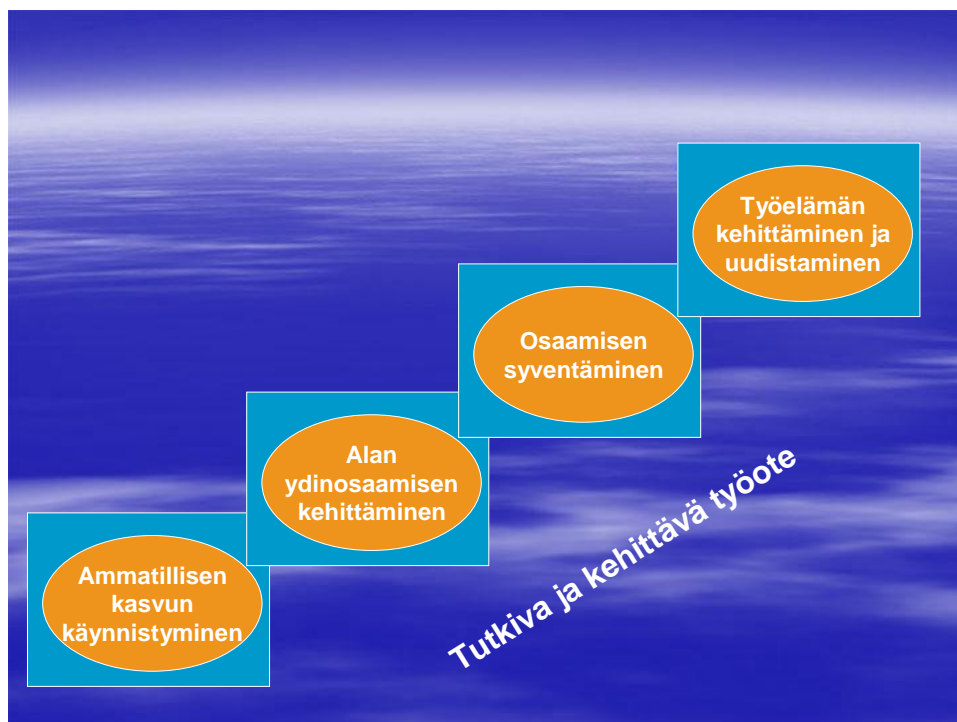 Työelämän
kehittäminen ja
uudistaminen
Osaamisen
syventäminen
Alan
ydinosaamisen
kehittäminen
Ammatillisen
kasvun
käynnistyminen
Tutkiva ja kehittävä työote